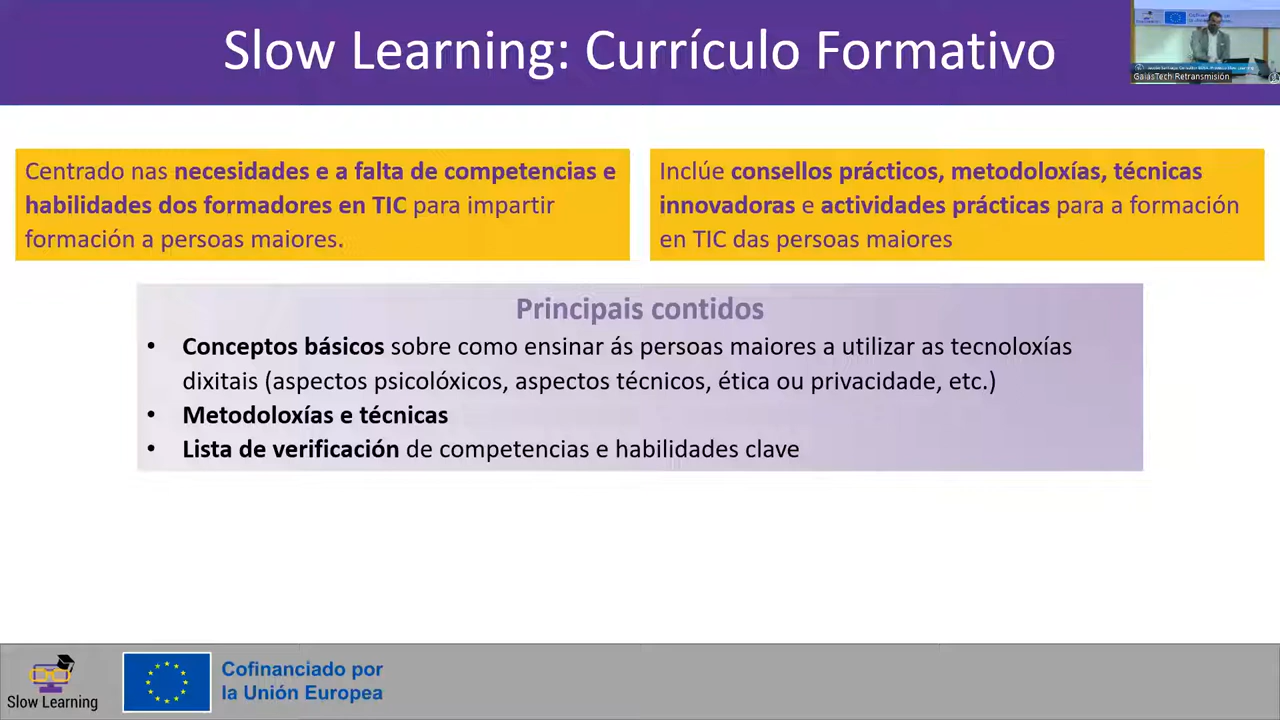 Slow Learning: Currículo Formativo
GaiásTech Retransmisión
Centrado nas necesidades e a falta de competencias e
habilidades dos formadores en TIC para impartir
formación a persoas maiores.
Inclúe consellos prácticos, metodoloxías, técnicas
innovadoras e actividades prácticas para a formación
en TIC das persoas maiores
Principais contidos
• Conceptos básicos sobre como ensinar ás persoas maiores a utilizar as tecnoloxías
dixitais (aspectos psicolóxicos, aspectos técnicos, ética ou privacidade, etc.)
• Metodoloxías e técnicas
• Lista de verificación de competencias e habilidades clave
Slow Learning
Cofinanciado por
la Unión Europea